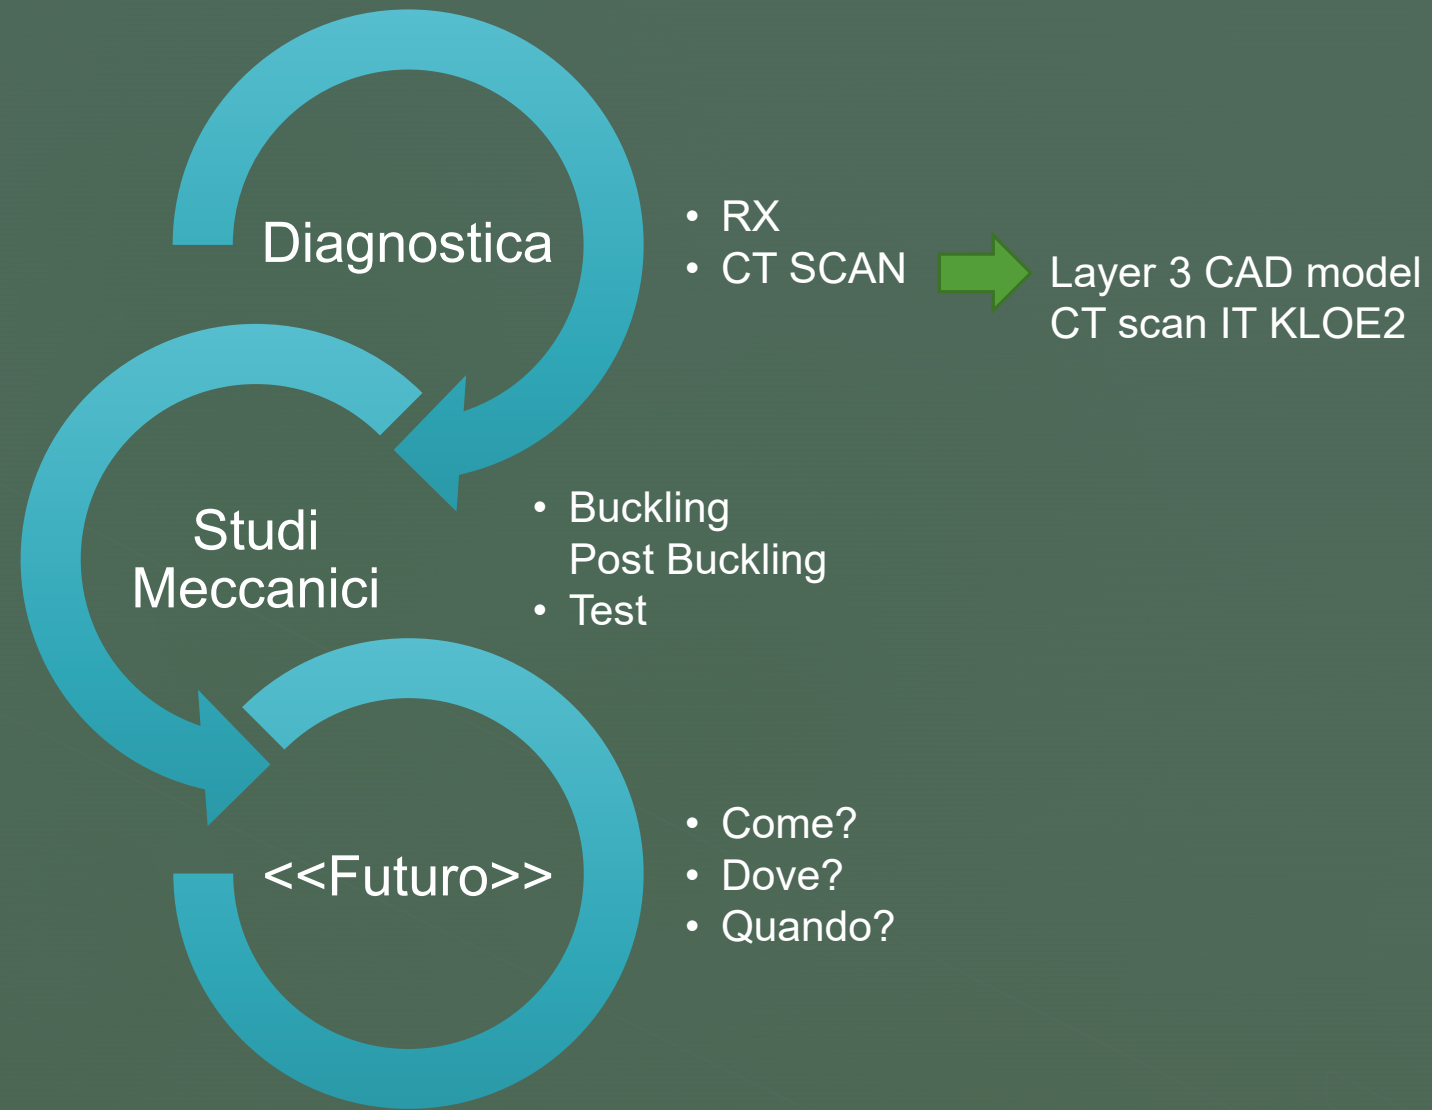 Diagnostica
• RX
• CT SCAN
Layer 3 CAD model
CT scan IT KLOE2
Studi
Meccanici
• Buckling
Post Buckling
• Test
<<Futuro>>
• Come?
• Dove?
• Quando?